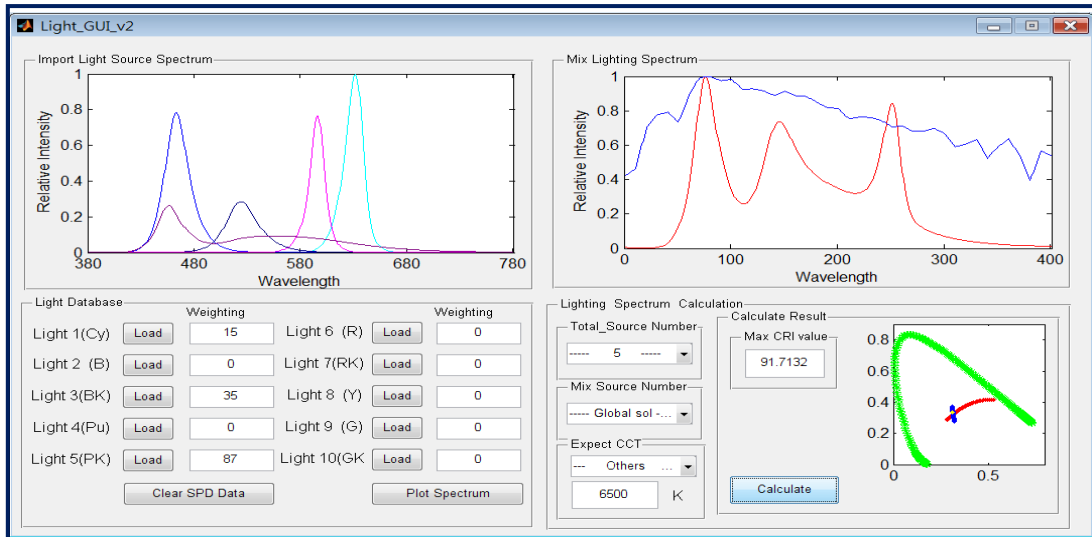 Light_GUI_v2
Import Light Source Spectrum
1
0.8
0.6
0.4
0.2
0
Relative Intensity
380 480 580 680 780
Wavelength
Mix Lighting Spectrum
1
0.8
0.6
0.4
0.2
0
Relative Intensity
0 100 200 300 400
Wavelength
Light Database
Weighting Weighting
Light 1(Cy) Load 15 Light 6 (R) Load 0
Light 2 (B) Load 0 Light 7(RK) Load 0
Light 3(BK) Load 35 Light 8 (Y) Load 0
Light 4(Pu) Load 0 Light 9 (G) Load 0
Light 5(PK) Load 87 Light 10(GK Load 0
Clear SPD Data Plot Spectrum
Lighting Spectrum Calculation
Total_Source Number
----- 5 -----
Mix Source Number
----- Global sol -...
Expect CCT
--- Others ...
6500 K
Calculate Result
Max CRI value
91.7132
Calculate
0.8
0.6
0.4
0.2
0
0 0.5